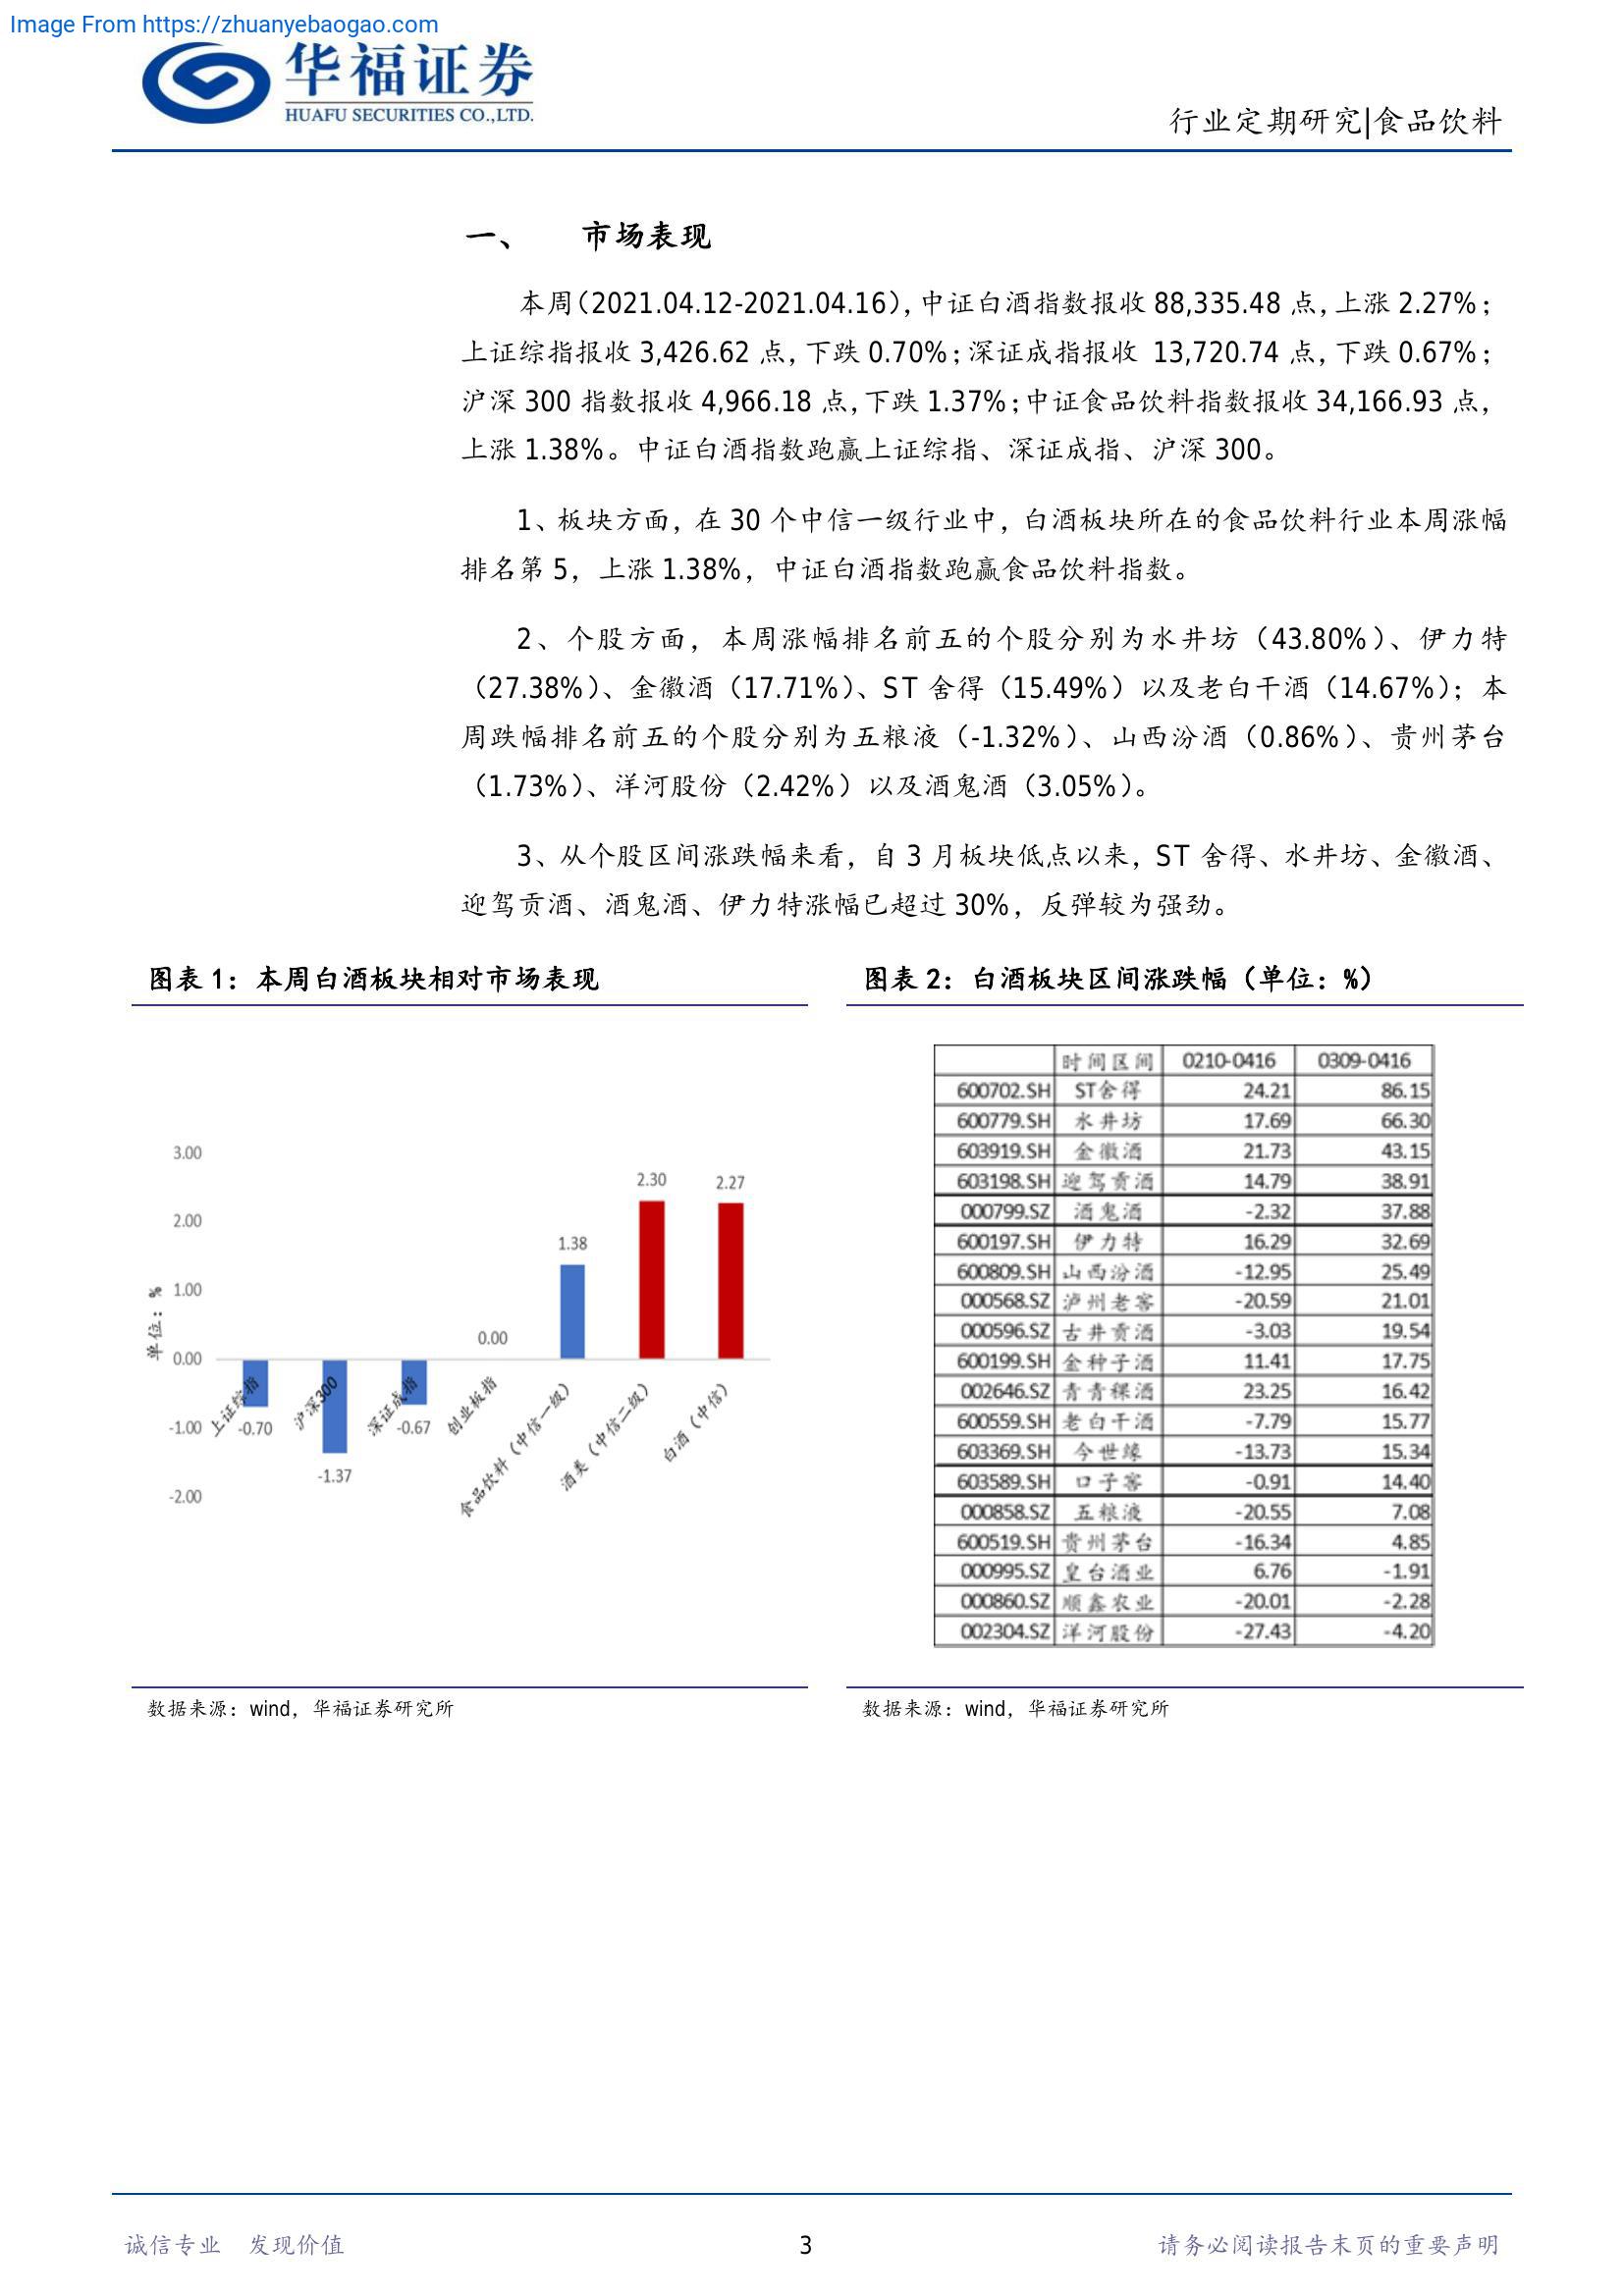 Image From https://zhuanyebaogao.com
华福证券
HUAFU SECURITIES CO.,LTD.
行业定期研究|食品饮料
一、 市场表现
本周(2021.04.12-2021.04.16),中证白酒指数报收 88,335.48 点,上涨 2.27%;
上证综指报收 3,426.62 点,下跌 0.70%;深证成指报收 13,720.74 点,下跌 0.67%;
沪深 300 指数报收 4,966.18 点,下跌 1.37%;中证食品饮料指数报收 34,166.93 点,
上涨 1.38%。中证白酒指数跑赢上证综指、深证成指、沪深 300。
1、板块方面,在 30 个中信一级行业中,白酒板块所在的食品饮料行业本周涨幅
排名第 5,上涨 1.38%,中证白酒指数跑赢食品饮料指数。
2、个股方面,本周涨幅排名前五的个股分别为水井坊(43.80%)、伊力特
(27.38%)、金徽酒(17.71%)、ST 舍得(15.49%)以及老白干酒(14.67%);本
周跌幅排名前五的个股分别为五粮液(-1.32%)、山西汾酒(0.86%)、贵州茅台
(1.73%)、洋河股份(2.42%)以及酒鬼酒(3.05%)。
3、从个股区间涨跌幅来看,自 3 月板块低点以来,ST 舍得、水井坊、金徽酒、
迎驾贡酒、酒鬼酒、伊力特涨幅已超过 30%,反弹较为强劲。
图表 1:本周白酒板块相对市场表现
单位:%
3.00
2.00
1.00
0.00
-1.00
-2.00
-0.70
-1.37
-0.67
0.00
1.38
2.30
2.27
上证综指
沪深300
深证成指
创业板指
食品饮料(中信一级)
酒类(中信二级)
白酒(中信)
数据来源:wind,华福证券研究所
图表 2:白酒板块区间涨跌幅(单位:%)
时间区间 0210-0416 0309-0416
600702.SH ST舍得 24.21 86.15
600779.SH 水井坊 17.69 66.30
603919.SH 金徽酒 21.73 43.15
603198.SH 迎驾贡酒 14.79 38.91
000799.SZ 酒鬼酒 -2.32 37.88
600197.SH 伊力特 16.29 32.69
600809.SH 山西汾酒 -12.95 25.49
000568.SZ 泸州老窖 -20.59 21.01
000596.SZ 古井贡酒 -3.03 19.54
600199.SH 金种子酒 11.41 17.75
002646.SZ 青青稞酒 23.25 16.42
600559.SH 老白干酒 -7.79 15.77
603369.SH 今世缘 -13.73 15.34
603589.SH 口子窖 -0.91 14.40
000858.SZ 五粮液 -20.55 7.08
600519.SH 贵州茅台 -16.34 4.85
000995.SZ 皇台酒业 6.76 -1.91
000860.SZ 顺鑫农业 -20.01 -2.28
002304.SZ 洋河股份 -27.43 -4.20
数据来源:wind,华福证券研究所
诚信专业 发现价值
3
请务必阅读报告末页的重要声明